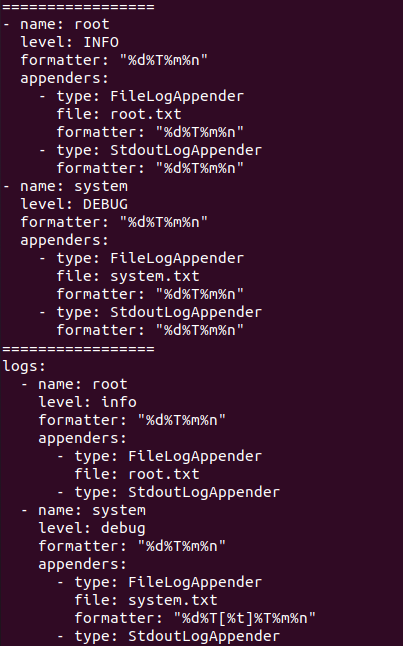 =================
- name: root
  level: INFO
  formatter: "%d%T%m%n"
  appenders:
    - type: FileLogAppender
      file: root.txt
      formatter: "%d%T%m%n"
    - type: StdoutLogAppender
      formatter: "%d%T%m%n"
- name: system
  level: DEBUG
  formatter: "%d%T%m%n"
  appenders:
    - type: FileLogAppender
      file: system.txt
      formatter: "%d%T%m%n"
    - type: StdoutLogAppender
      formatter: "%d%T%m%n"
=================
logs:
  - name: root
    level: info
    formatter: "%d%T%m%n"
    appenders:
      - type: FileLogAppender
        file: root.txt
      - type: StdoutLogAppender
  - name: system
    level: debug
    formatter: "%d%T%m%n"
    appenders:
      - type: FileLogAppender
        file: system.txt
        formatter: "%d%T[%t]%T%m%n"
      - type: StdoutLogAppender